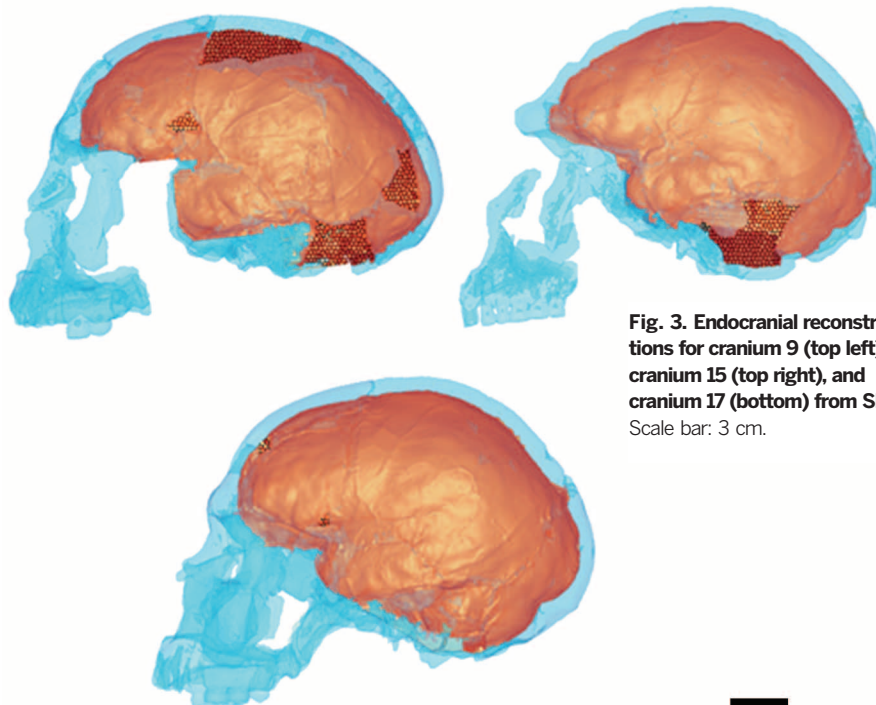 Fig. 3. Endocranial reconstr
tions for cranium 9 (top left)
cranium 15 (top right), and
cranium 17 (bottom) from S
Scale bar: 3 cm.